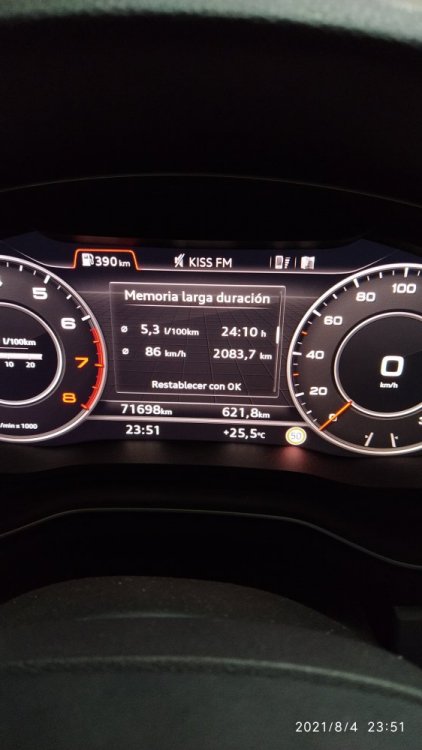 390 km KISS FM
Memoria larga duración
ø 5,3 l/100km 24:10 h
ø 86 km/h 2083,7 km
Restablecer con OK
71698km 621,8km
23:51 +25,5°C 50
5
6
7
8
l/100km
10 20
/min x 1000
100
80
60
40
20
0
0
km/h
2021/8/4 23:51